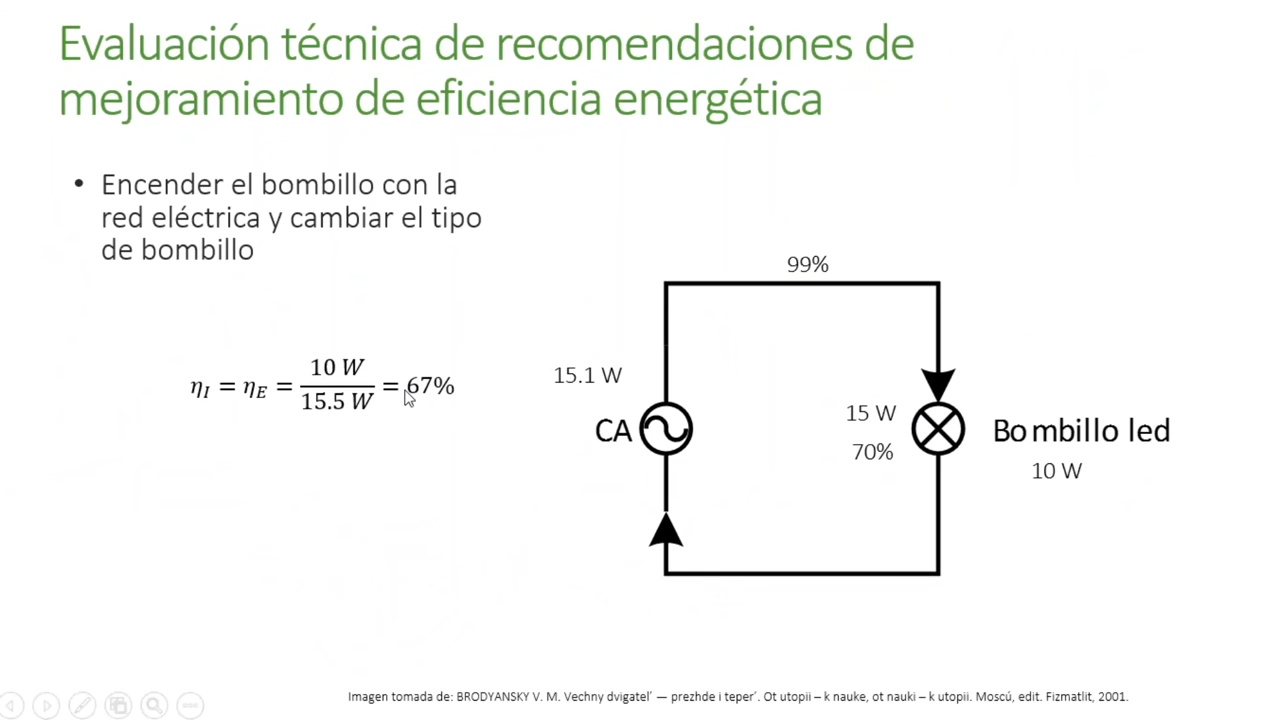 Evaluación técnica de recomendaciones de
mejoramiento de eficiencia energética
• Encender el bombillo con la
red eléctrica y cambiar el tipo
de bombillo
η_I = η_E = 10 W / 15.5 W = 67%
99%
15.1 W
CA
15 W
70%
Bombillo led
10 W
Imagen tomada de: BRODYANSKY V. M. Vechny dvigatel’ — prezhde i teper’. Ot utopii – k nauke, ot nauki – k utopii. Moscú, edit. Fizmatlit, 2001.